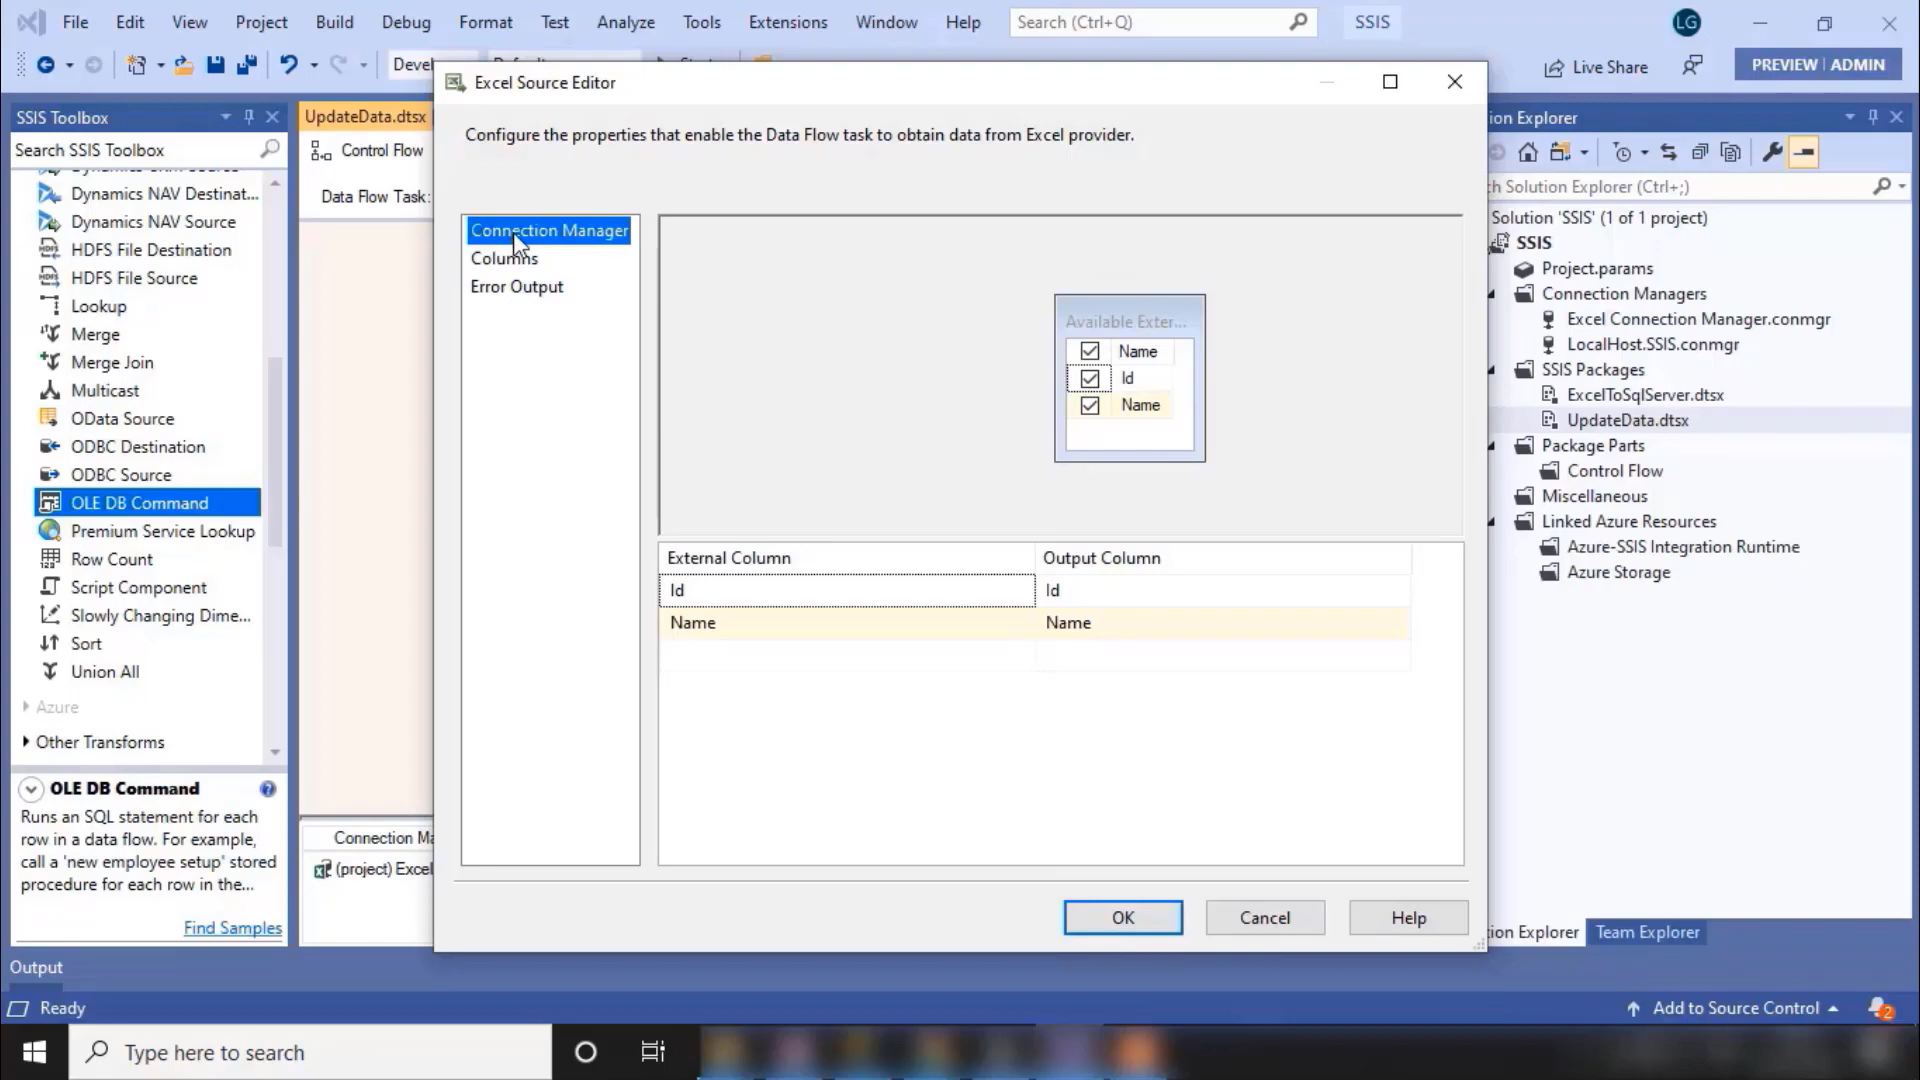 File Edit View Project Build Debug Format Test Analyze Tools Extensions Window Help Search (Ctrl+Q) SSIS LG
Live Share PREVIEW | ADMIN
SSIS Toolbox
Search SSIS Toolbox
Dynamics NAV Destinat...
Dynamics NAV Source
HDFS File Destination
HDFS File Source
Lookup
Merge
Merge Join
Multicast
OData Source
ODBC Destination
ODBC Source
OLE DB Command
Premium Service Lookup
Row Count
Script Component
Slowly Changing Dime...
Sort
Union All
Azure
Other Transforms
OLE DB Command
Runs an SQL statement for each
row in a data flow. For example,
call a 'new employee setup' stored
procedure for each row in the...
Find Samples
UpdateData.dtsx
Control Flow
Data Flow Task:
Connection Ma
(project) Excel
Excel Source Editor
Configure the properties that enable the Data Flow task to obtain data from Excel provider.
Connection Manager
Columns
Error Output
Available Exter...
Name
Id
Name
External Column Output Column
Id Id
Name Name
OK Cancel Help
ion Explorer
ch Solution Explorer (Ctrl+;)
Solution 'SSIS' (1 of 1 project)
SSIS
Project.params
Connection Managers
Excel Connection Manager.conmgr
LocalHost.SSIS.conmgr
SSIS Packages
ExcelToSqlServer.dtsx
UpdateData.dtsx
Package Parts
Control Flow
Miscellaneous
Linked Azure Resources
Azure-SSIS Integration Runtime
Azure Storage
tion Explorer Team Explorer
Output
Ready Add to Source Control 2
Type here to search